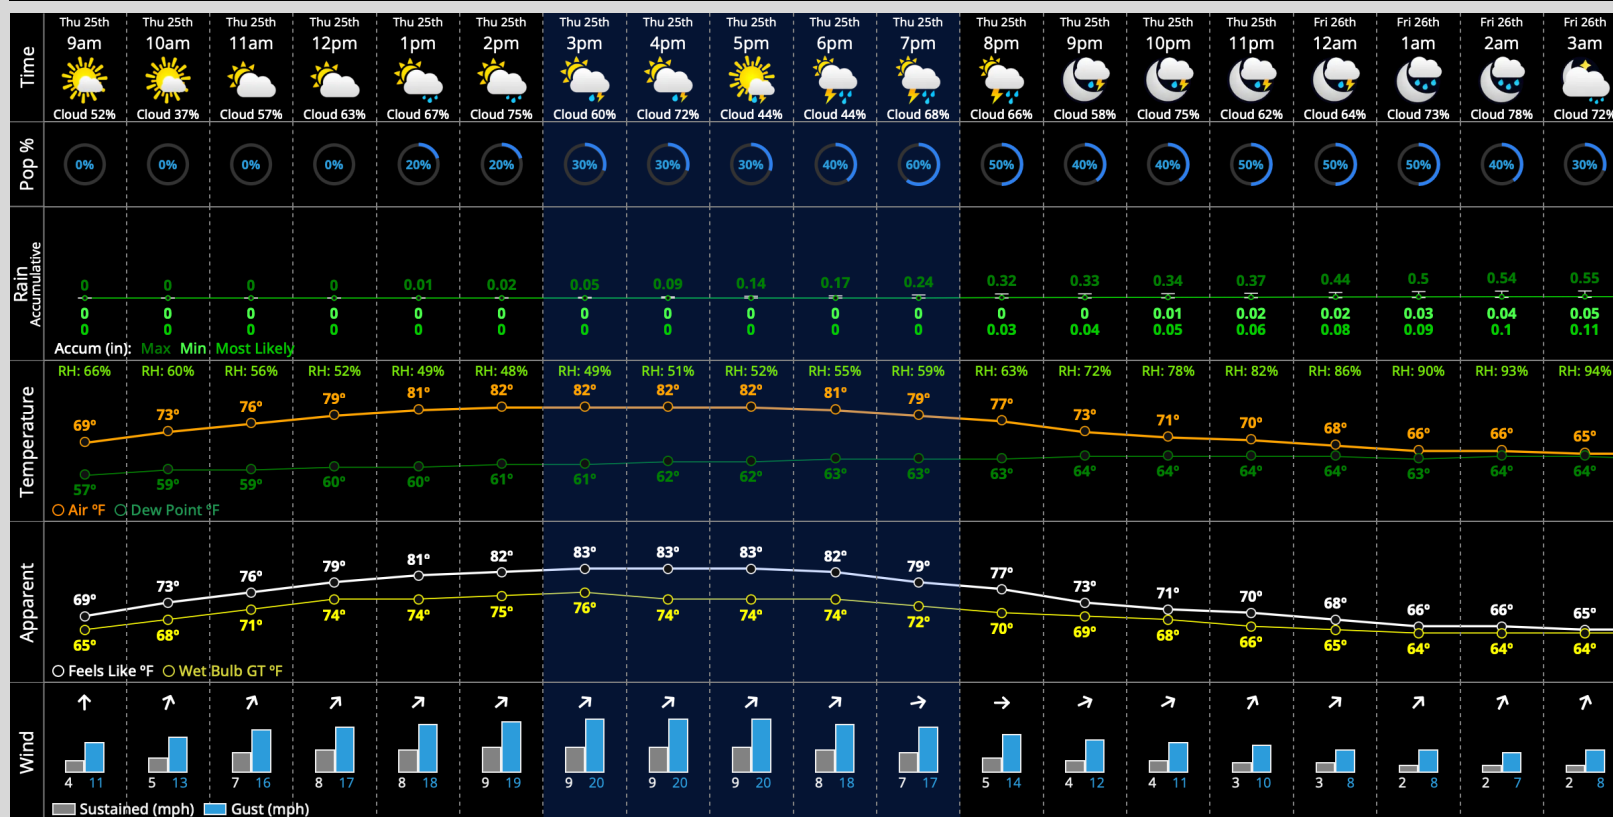 Thu 25th Thu 25th Thu 25th Thu 25th Thu 25th Thu 25th Thu 25th Thu 25th Thu 25th Thu 25th Thu 25th Thu 25th Thu 25th Thu 25th Thu 25th Fri 26th Fri 26th Fri 26th Fri 26th
Time
9am 10am 11am 12pm 1pm 2pm 3pm 4pm 5pm 6pm 7pm 8pm 9pm 10pm 11pm 12am 1am 2am 3am
Cloud 52% Cloud 37% Cloud 57% Cloud 63% Cloud 67% Cloud 75% Cloud 60% Cloud 72% Cloud 44% Cloud 44% Cloud 68% Cloud 66% Cloud 58% Cloud 75% Cloud 62% Cloud 64% Cloud 73% Cloud 78% Cloud 72%
Pop %
0% 0% 0% 0% 20% 20% 30% 30% 30% 40% 60% 50% 40% 40% 50% 50% 50% 40% 30%
Rain
Accumulative
0 0 0 0 0.01 0.02 0.05 0.09 0.14 0.17 0.24 0.32 0.33 0.34 0.37 0.44 0.5 0.54 0.55
0 0 0 0 0 0 0 0 0 0 0 0 0 0.01 0.02 0.02 0.03 0.04 0.05
0 0 0 0 0 0 0 0 0 0 0 0.03 0.04 0.05 0.06 0.08 0.09 0.1 0.11
Accum (in): Max Min Most Likely
Temperature
RH: 66% RH: 60% RH: 56% RH: 52% RH: 49% RH: 48% RH: 49% RH: 51% RH: 52% RH: 55% RH: 59% RH: 63% RH: 72% RH: 78% RH: 82% RH: 86% RH: 90% RH: 93% RH: 94%
69° 73° 76° 79° 81° 82° 82° 82° 82° 81° 79° 77° 73° 71° 70° 68° 66° 66° 65°
57° 59° 59° 60° 60° 61° 61° 62° 62° 63° 63° 63° 64° 64° 64° 64° 63° 64° 64°
Air °F Dew Point °F
Apparent
69° 73° 76° 79° 81° 82° 83° 83° 83° 82° 79° 77° 73° 71° 70° 68° 66° 66° 65°
65° 68° 71° 74° 74° 75° 76° 74° 74° 74° 72° 70° 69° 68° 66° 65° 64° 64° 64°
Feels Like °F Wet Bulb GT °F
Wind
4 11 5 13 7 16 8 17 8 18 9 19 9 20 9 20 9 20 8 18 7 17 5 14 4 12 4 11 3 10 3 8 2 8 2 7 2 8
Sustained (mph) Gust (mph)